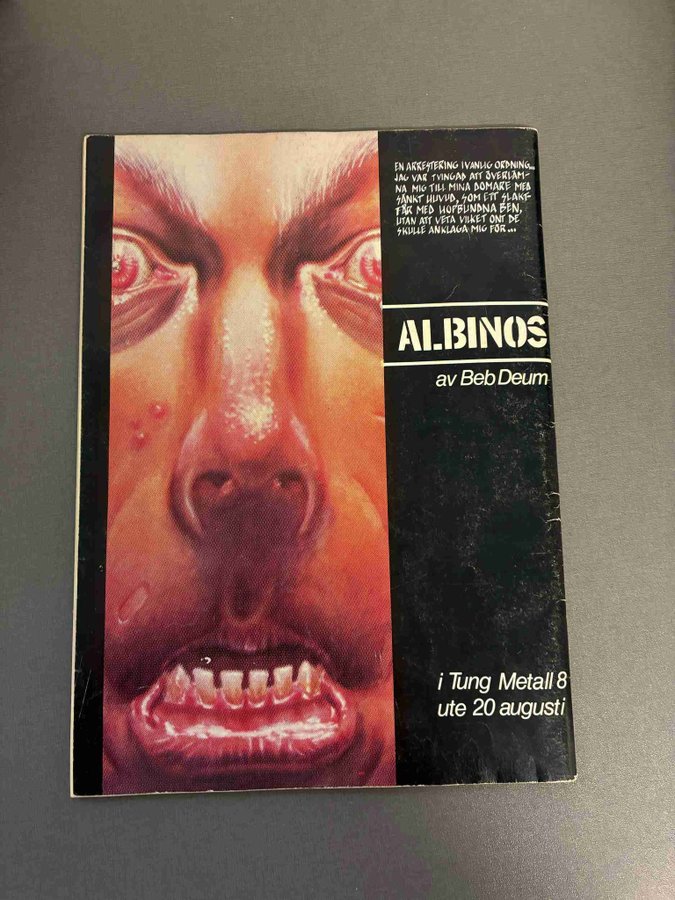 EN ARRESTERING I VANLIG ORDNING...
JAG VAR TVINGAD ATT ÖVERLÄM-
NA MIG TILL MINA DOMARE MED
SÄNKT HUVUD, SOM ETT SLAKT-
FÅR MED HOPBUNDNA BEN,
UTAN ATT VETA VILKET ONT DE
SKULLE ANKLAGA MIG FÖR...
ALBINOS
av Beb Deum
i Tung Metall 8
ute 20 augusti